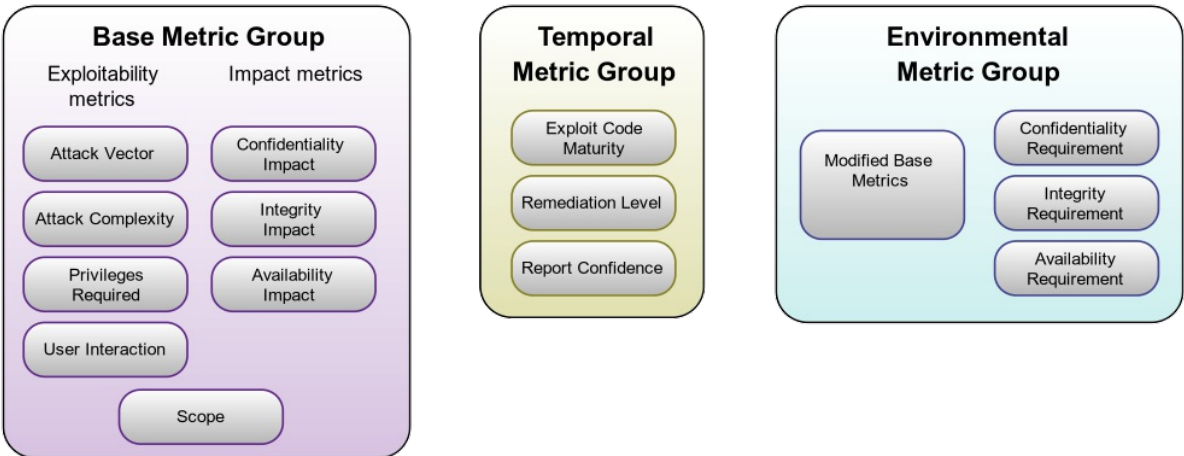 Base Metric Group
Exploitability
metrics
Impact metrics
Attack Vector
Attack Complexity
Privileges
Required
User Interaction
Confidentiality
Impact
Integrity
Impact
Availability
Impact
Scope
Temporal
Metric Group
Exploit Code
Maturity
Remediation Level
Report Confidence
Environmental
Metric Group
Modified Base
Metrics
Confidentiality
Requirement
Integrity
Requirement
Availability
Requirement